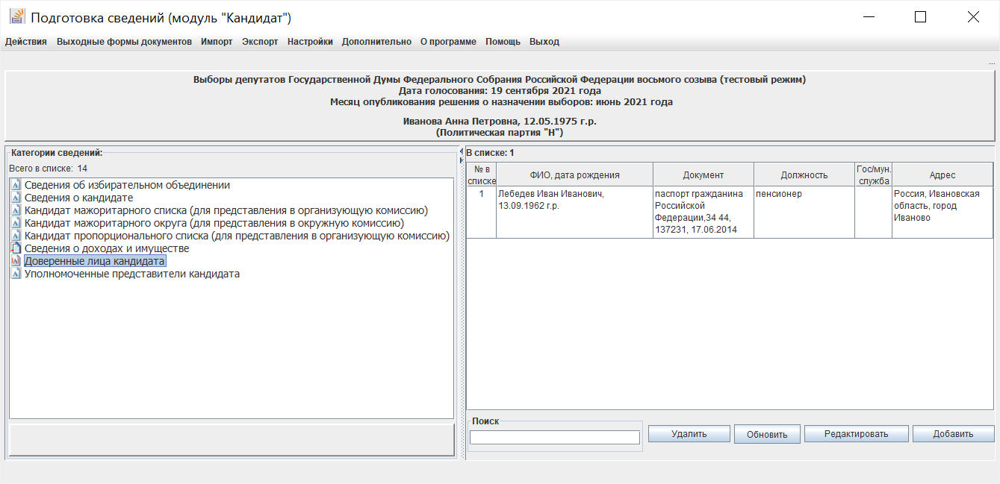 Подготовка сведений (модуль "Кандидат")
Действия Выходные формы документов Импорт Экспорт Настройки Дополнительно О программе Помощь Выход
...
Выборы депутатов Государственной Думы Федерального Собрания Российской Федерации восьмого созыва (тестовый режим)
Дата голосования: 19 сентября 2021 года
Месяц опубликования решения о назначении выборов: июнь 2021 года
Иванова Анна Петровна, 12.05.1975 г.р.
(Политическая партия "Н")
Категории сведений:
Всего в списке: 14
Сведения об избирательном объединении
Сведения о кандидате
Кандидат мажоритарного списка (для представления в организующую комиссию)
Кандидат мажоритарного округа (для представления в окружную комиссию)
Кандидат пропорционального списка (для представления в организующую комиссию)
Сведения о доходах и имуществе
Доверенные лица кандидата
Уполномоченные представители кандидата
В списке: 1
№ в
списке
ФИО, дата рождения
Документ
Должность
Гос/мун.
служба
Адрес
1
Лебедев Иван Иванович,
13.09.1962 г.р.
паспорт гражданина
Российской
Федерации,34 44,
137231, 17.06.2014
пенсионер
Россия, Ивановская
область, город
Иваново
Поиск
Удалить Обновить Редактировать Добавить